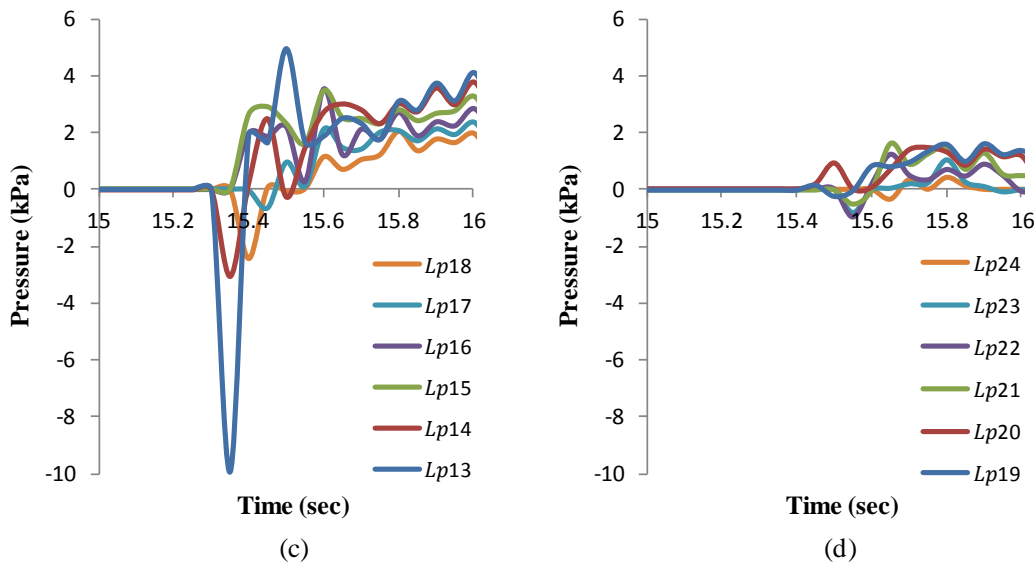 6
4
2
0
-2
-4
-6
-8
-10
15
15.2
15.4
15.6
15.8
16
Pressure (kPa)
Time (sec)
Lp18
Lp17
Lp16
Lp15
Lp14
Lp13
(c)
6
4
2
0
-2
-4
-6
-8
-10
15
15.2
15.4
15.6
15.8
16
Pressure (kPa)
Time (sec)
Lp24
Lp23
Lp22
Lp21
Lp20
Lp19
(d)